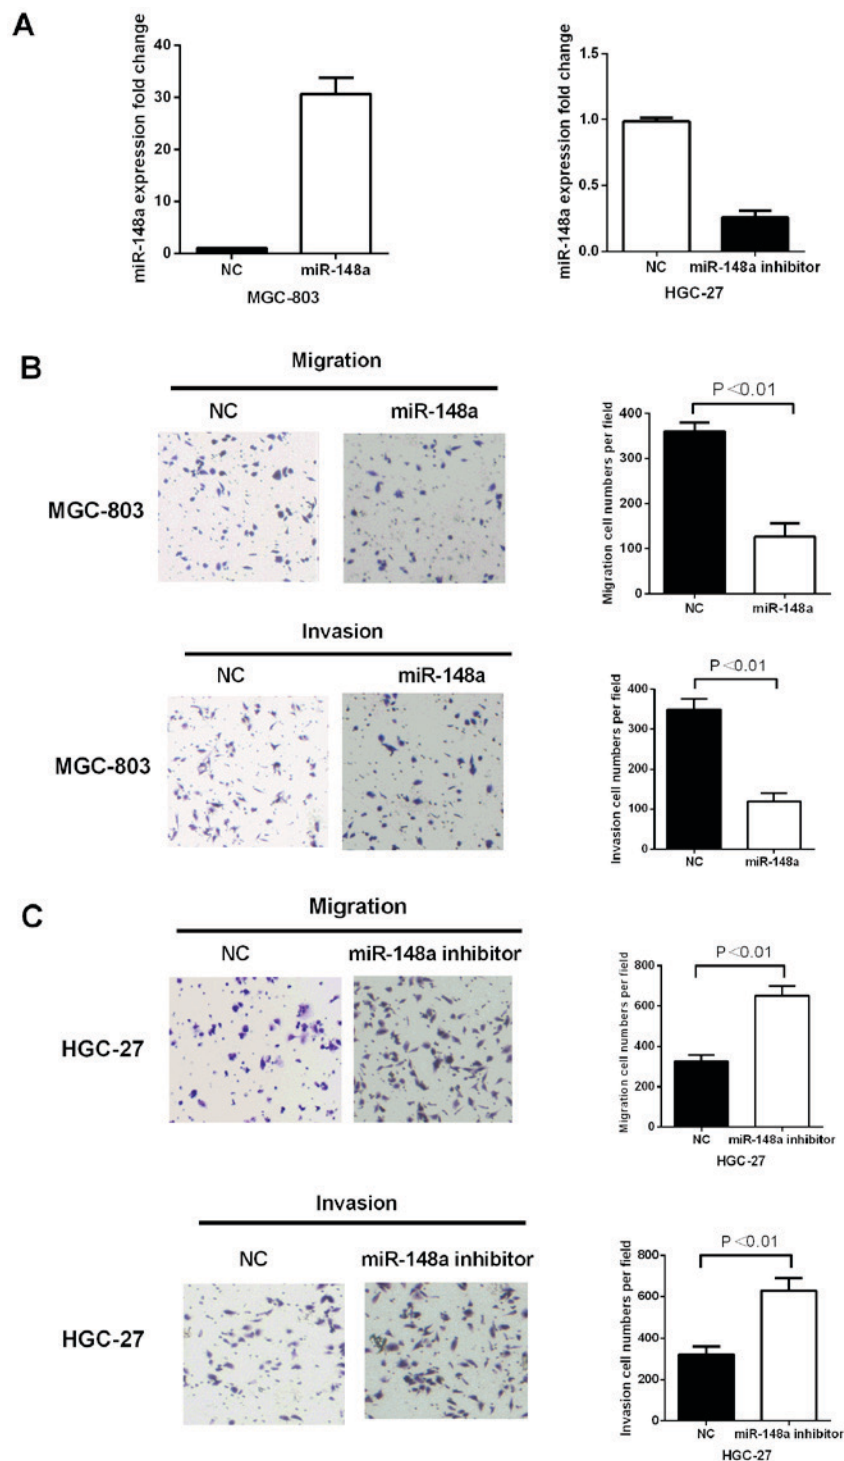 A
miR-148a expression fold change
40
30
20
10
0
NC
miR-148a
MGC-803
miR-148a expression fold change
1.5
1.0
0.5
0.0
NC
miR-148a inhibitor
HGC-27
B
Migration
NC
miR-148a
MGC-803
P<0.01
Migration cell numbers per field
400
300
200
100
0
NC
miR-148a
Invasion
NC
miR-148a
MGC-803
P<0.01
Invasion cell numbers per field
400
300
200
100
0
NC
miR-148a
C
Migration
NC
miR-148a inhibitor
HGC-27
P<0.01
Migration cell numbers per field
800
600
400
200
0
NC
miR-148a inhibitor
HGC-27
Invasion
NC
miR-148a inhibitor
HGC-27
P<0.01
Invasion cell numbers per field
800
600
400
200
0
NC
miR-148a inhibitor
HGC-27